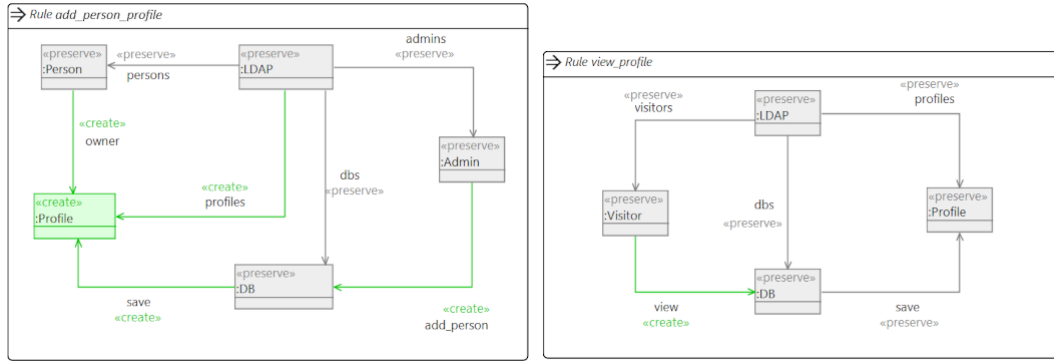 Rule add_person_profile
admins
«preserve»
«preserve»
:Person
«preserve»
persons
«preserve»
:LDAP
«create»
owner
«preserve»
:Admin
«create»
profiles
dbs
«preserve»
«create»
:Profile
«preserve»
:DB
save
«create»
«create»
add_person
Rule view_profile
«preserve»
visitors
«preserve»
:LDAP
«preserve»
profiles
«preserve»
:Visitor
dbs
«preserve»
«preserve»
:Profile
«preserve»
:DB
view
«create»
save
«preserve»